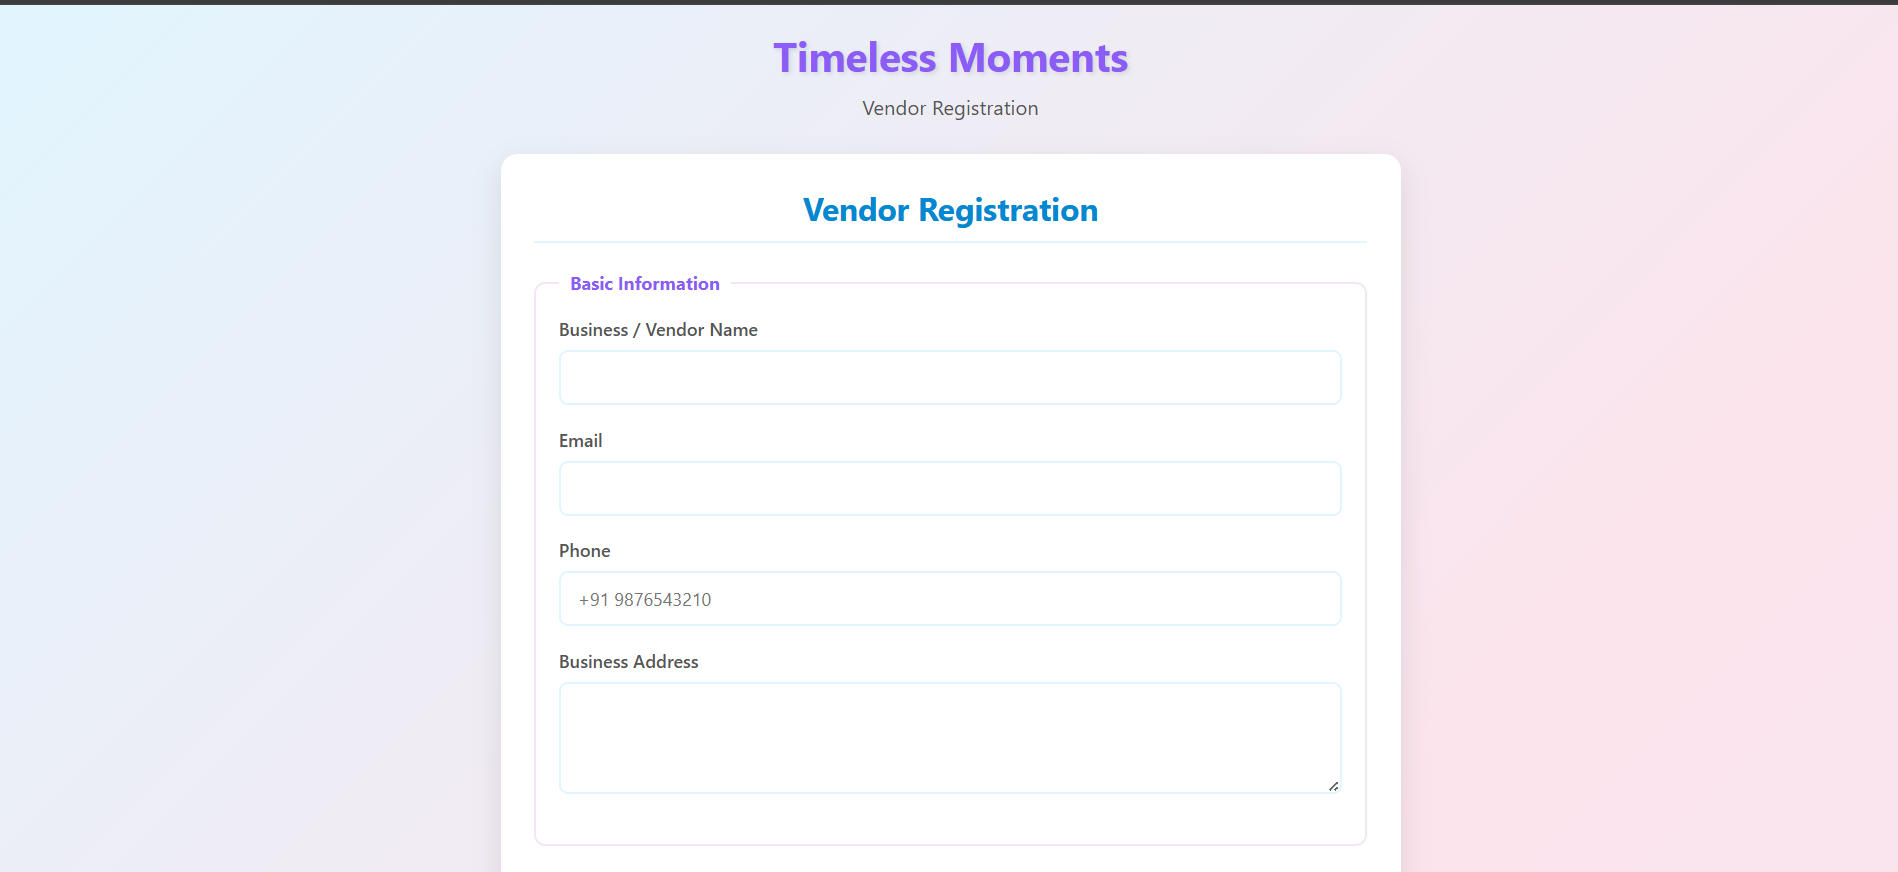 Timeless Moments
Vendor Registration
Vendor Registration
Basic Information
Business / Vendor Name
Email
Phone
+91 9876543210
Business Address